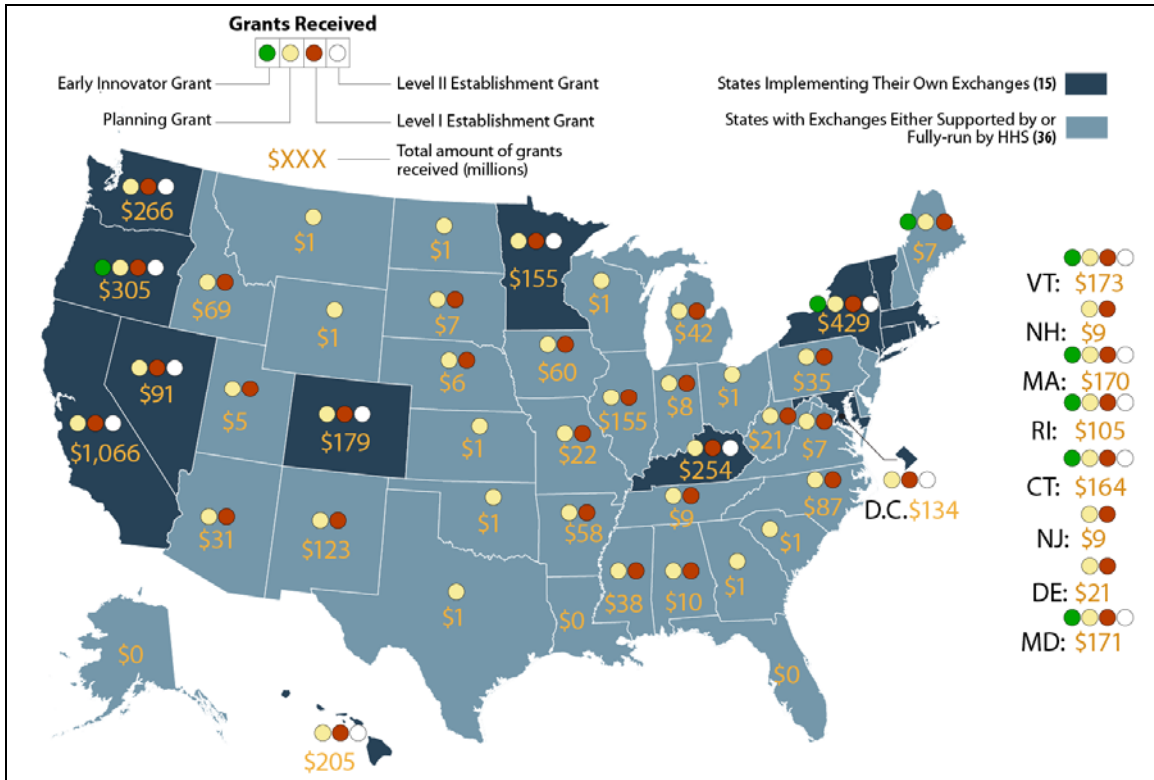 Grants Received
Early Innovator Grant
Level II Establishment Grant
Planning Grant
Level I Establishment Grant
$XXX
Total amount of grants
received (millions)
States Implementing Their Own Exchanges (15)
States with Exchanges Either Supported by or
Fully-run by HHS (36)
$266
$1
$1
$155
$7
$305
$69
$1
$7
$1
$42
$429
$91
$5
$6
$60
$155
$8
$1
$35
$1,066
$179
$1
$22
$254
$21
$7
$31
$123
$1
$58
$9
$87
$1
$1
$0
$38
$10
$1
$0
$0
$205
D.C. $134
VT: $173
NH: $9
MA: $170
RI: $105
CT: $164
NJ: $9
DE: $21
MD: $171